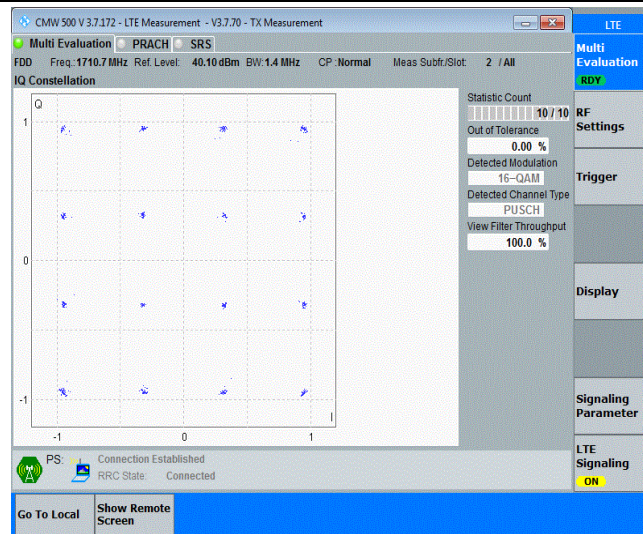 CMW 500 V 3.7.172 - LTE Measurement - V3.7.70 - TX Measurement
LTE
Multi Evaluation PRACH SRS
FDD Freq.:1710.7 MHz Ref. Level: 40.10 dBm BW:1.4 MHz CP :Normal Meas Subfr./Slot: 2 / All
IQ Constellation
Q
1
0
-1
I
-1 0 1
Statistic Count
10 / 10
Out of Tolerance
0.00 %
Detected Modulation
16-QAM
Detected Channel Type
PUSCH
View Filter Throughput
100.0 %
Multi
Evaluation
RDY
RF
Settings
Trigger
Display
Signaling
Parameter
LTE
Signaling
ON
PS: Connection Established
RRC State: Connected
Go To Local
Show Remote
Screen